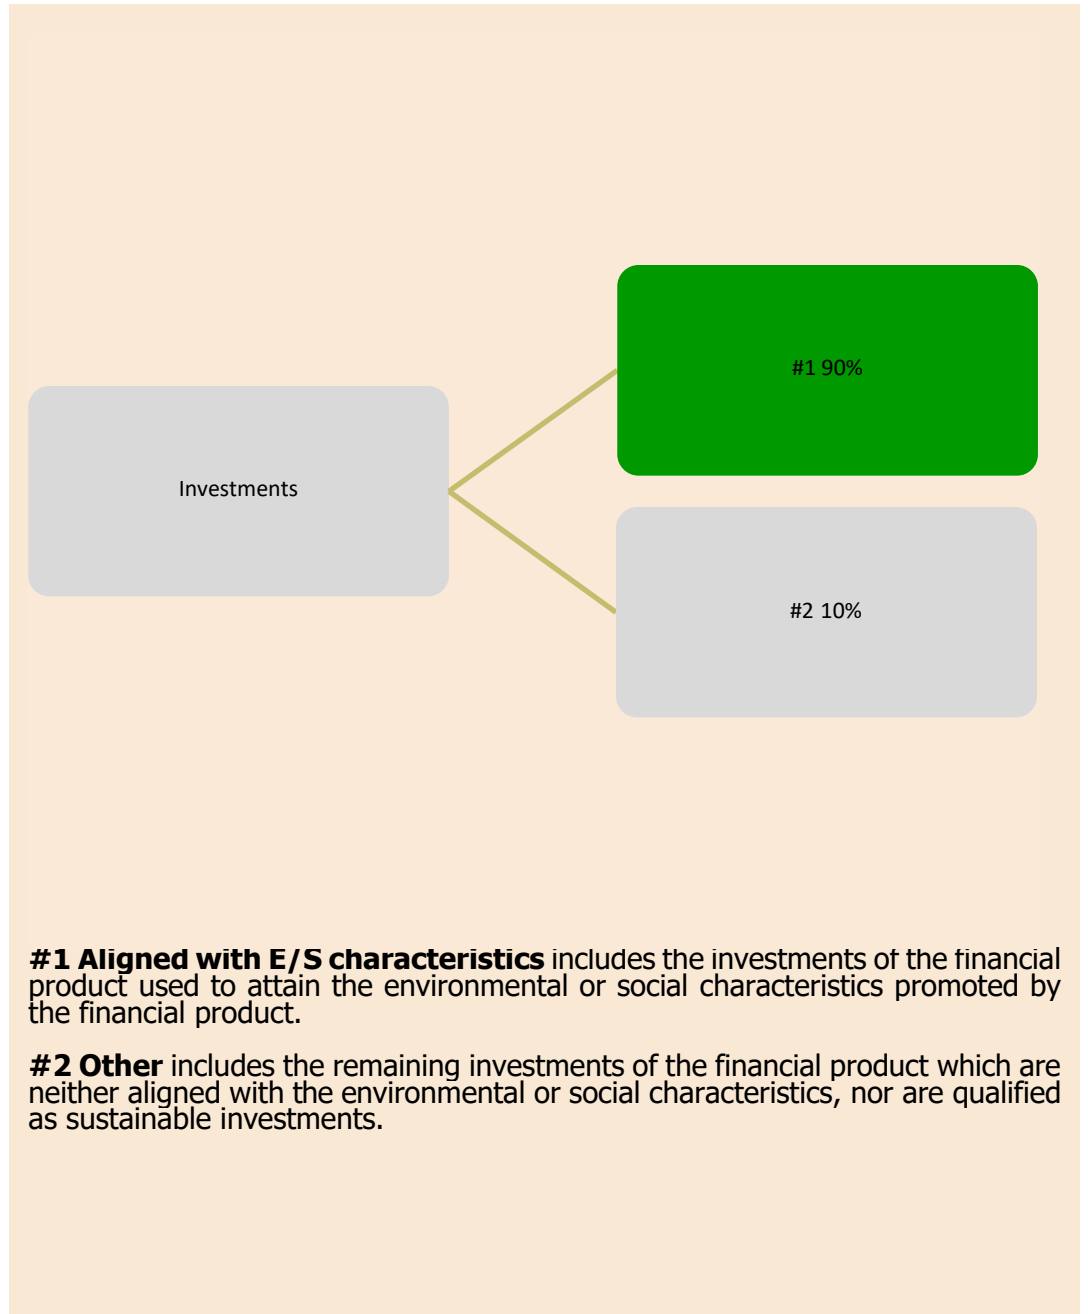 #1 90%
Investments
#2 10%
#1 Aligned with E/S characteristics includes the investments of the financial
product used to attain the environmental or social characteristics promoted by
the financial product.
#2 Other includes the remaining investments of the financial product which are
neither aligned with the environmental or social characteristics, nor are qualified
as sustainable investments.